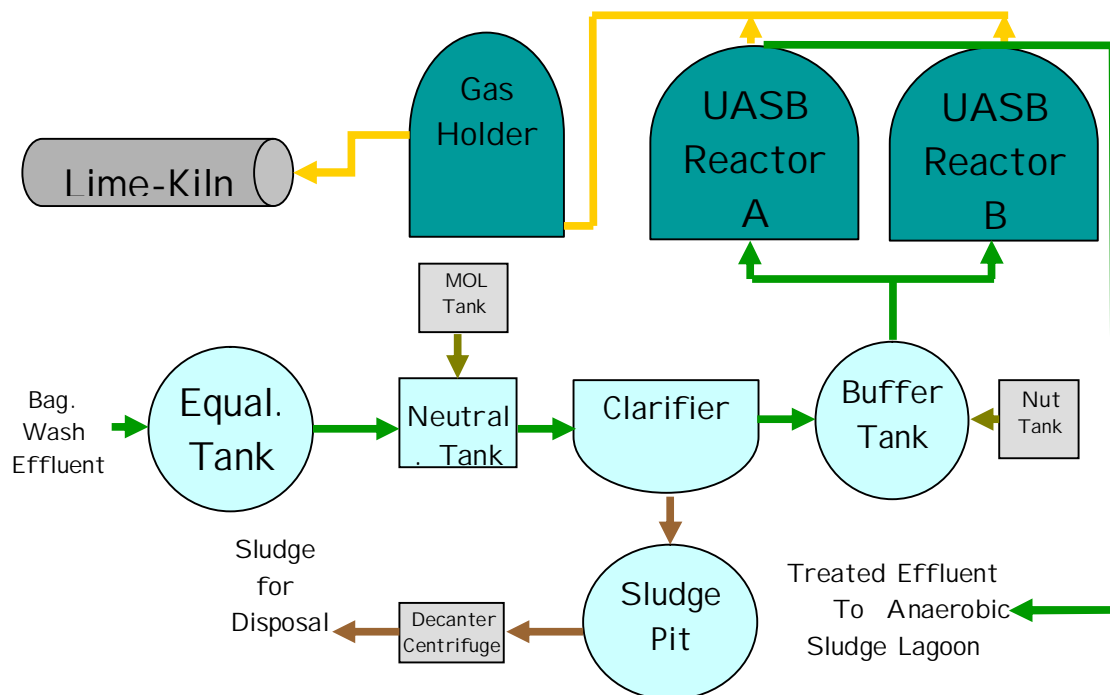 Gas
Holder
UASB
Reactor
A
UASB
Reactor
B
Lime-Kiln
MOL
Tank
Bag.
Wash
Effluent
Equal.
Tank
Neutral
. Tank
Clarifier
Buffer
Tank
Nut
Tank
Sludge
for
Disposal
Decanter
Centrifuge
Sludge
Pit
Treated Effluent
To Anaerobic
Sludge Lagoon